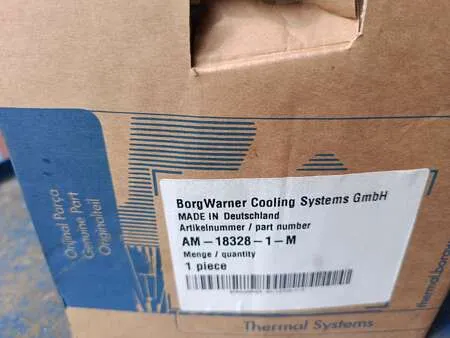 Orijinal Parça
Genuine Part
Originalteil
BorgWarner Cooling Systems GmbH
MADE IN Deutschland
Artikelnummer / part number
AM-18328-1-M
Menge / quantity
1 piece
Thermal Systems